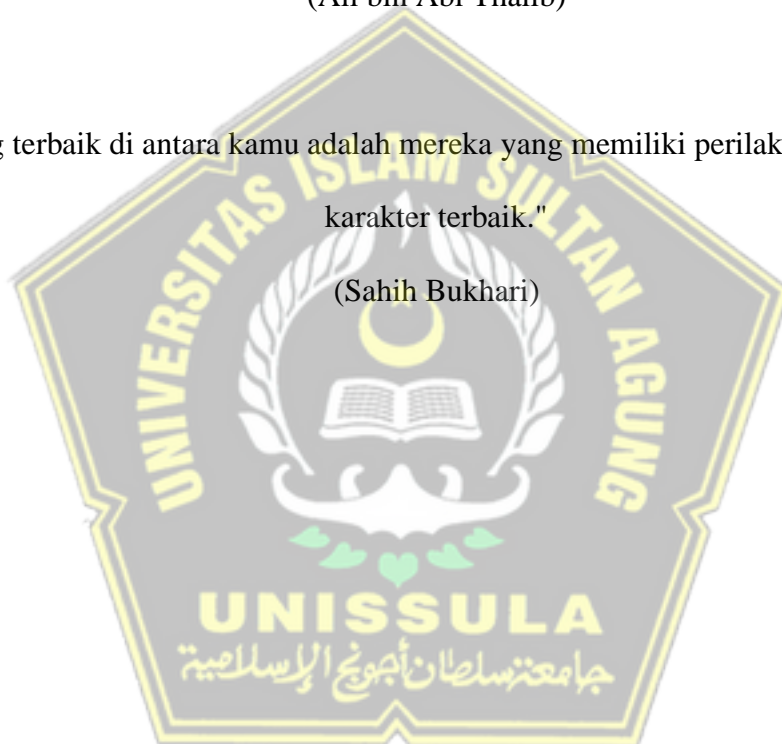 (Ali bin Abi Thalib)
terbaik di antara kamu adalah mereka yang memiliki
karakter terbaik."
(Sahih Bukhari)
UNIVERSITAS ISLAM SULTAN AGUNG
UNISSULA
جامعة سلطان أجونج الإسلامية